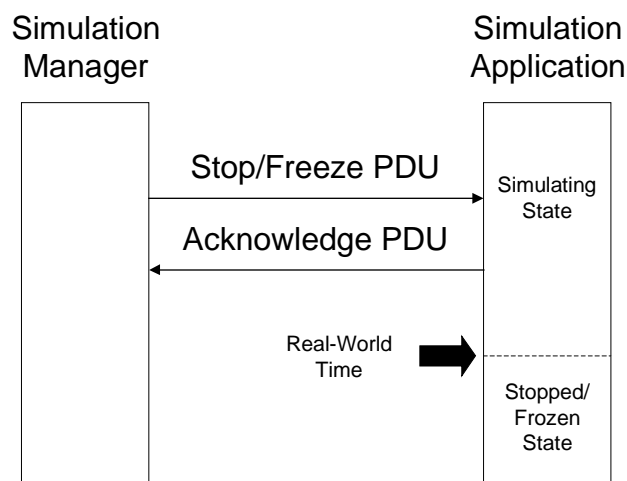 Simulation
Manager
Simulation
Application
Stop/Freeze PDU
Simulating
State
Acknowledge PDU
Real-World
Time
Stopped/
Frozen
State